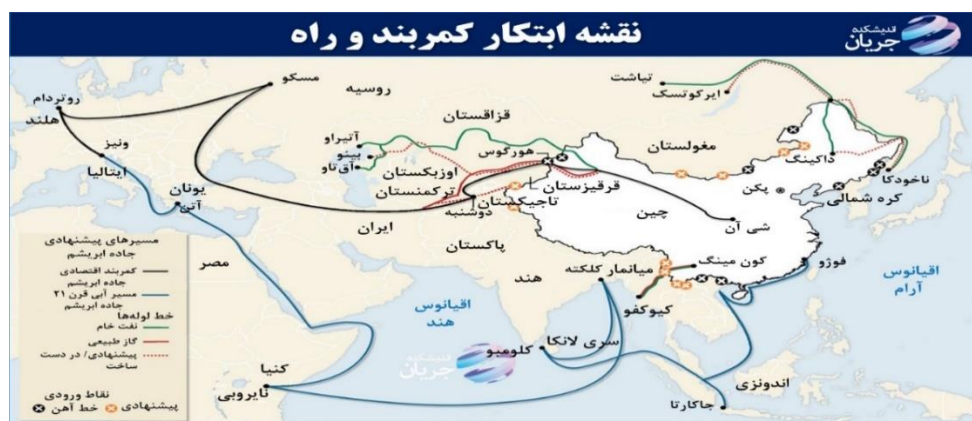 نقشه ابتکار کمربند و راه
اندیشکده
جریان
مسکو
روسیه
تیاشت
ایرکوتسک
روتردام
هلند
قزاقستان
آتیراو
بینو
آق‌تاو
هورگوس
مغولستان
داکینگ
ناخودکا
ونیز
ایتالیا
ازبکستان
ترکمنستان
قرقیزستان
تاجیکستان
دوشنبه
پکن
کره شمالی
یونان
آتن
ایران
چین
شی آن
پاکستان
مصر
هند
میانمار
کلکته
کون مینگ
فوژو
کیوکفو
اقیانوس
آرام
اقیانوس
هند
سری لانکا
کلومبو
اندیشکده
جریان
کنیا
نایروبی
اندونزی
جاکارتا
مسیرهای پیشنهادی
جاده ابریشم
کمربند اقتصادی
جاده ابریشم
مسیر آبی قرن ۲۱
جاده ابریشم
خط لوله‌ها
نفت خام
گاز طبیعی
پیشنهادی/ در دست
ساخت
نقاط ورودی
پیشنهادی
خط آهن